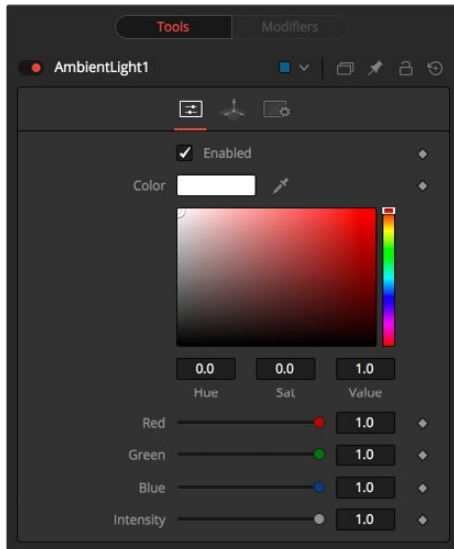 Tools Modifiers
AmbientLight1
Enabled
Color
0.0 0.0 1.0
Hue Sat Value
Red 1.0
Green 1.0
Blue 1.0
Intensity 1.0